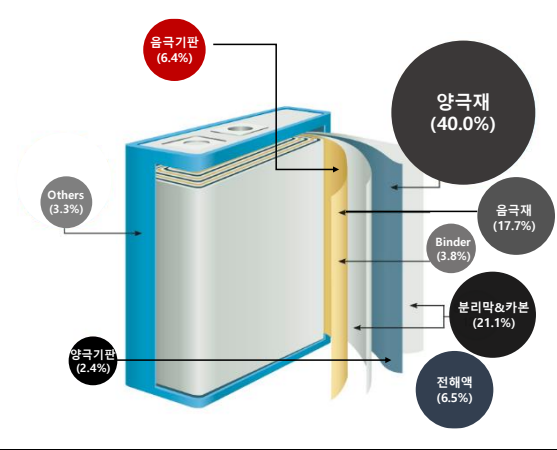 음극기판
(6.4%)
양극재
(40.0%)
Others
(3.3%)
음극재
(17.7%)
Binder
(3.8%)
분리막&카본
(21.1%)
양극기판
(2.4%)
전해액
(6.5%)